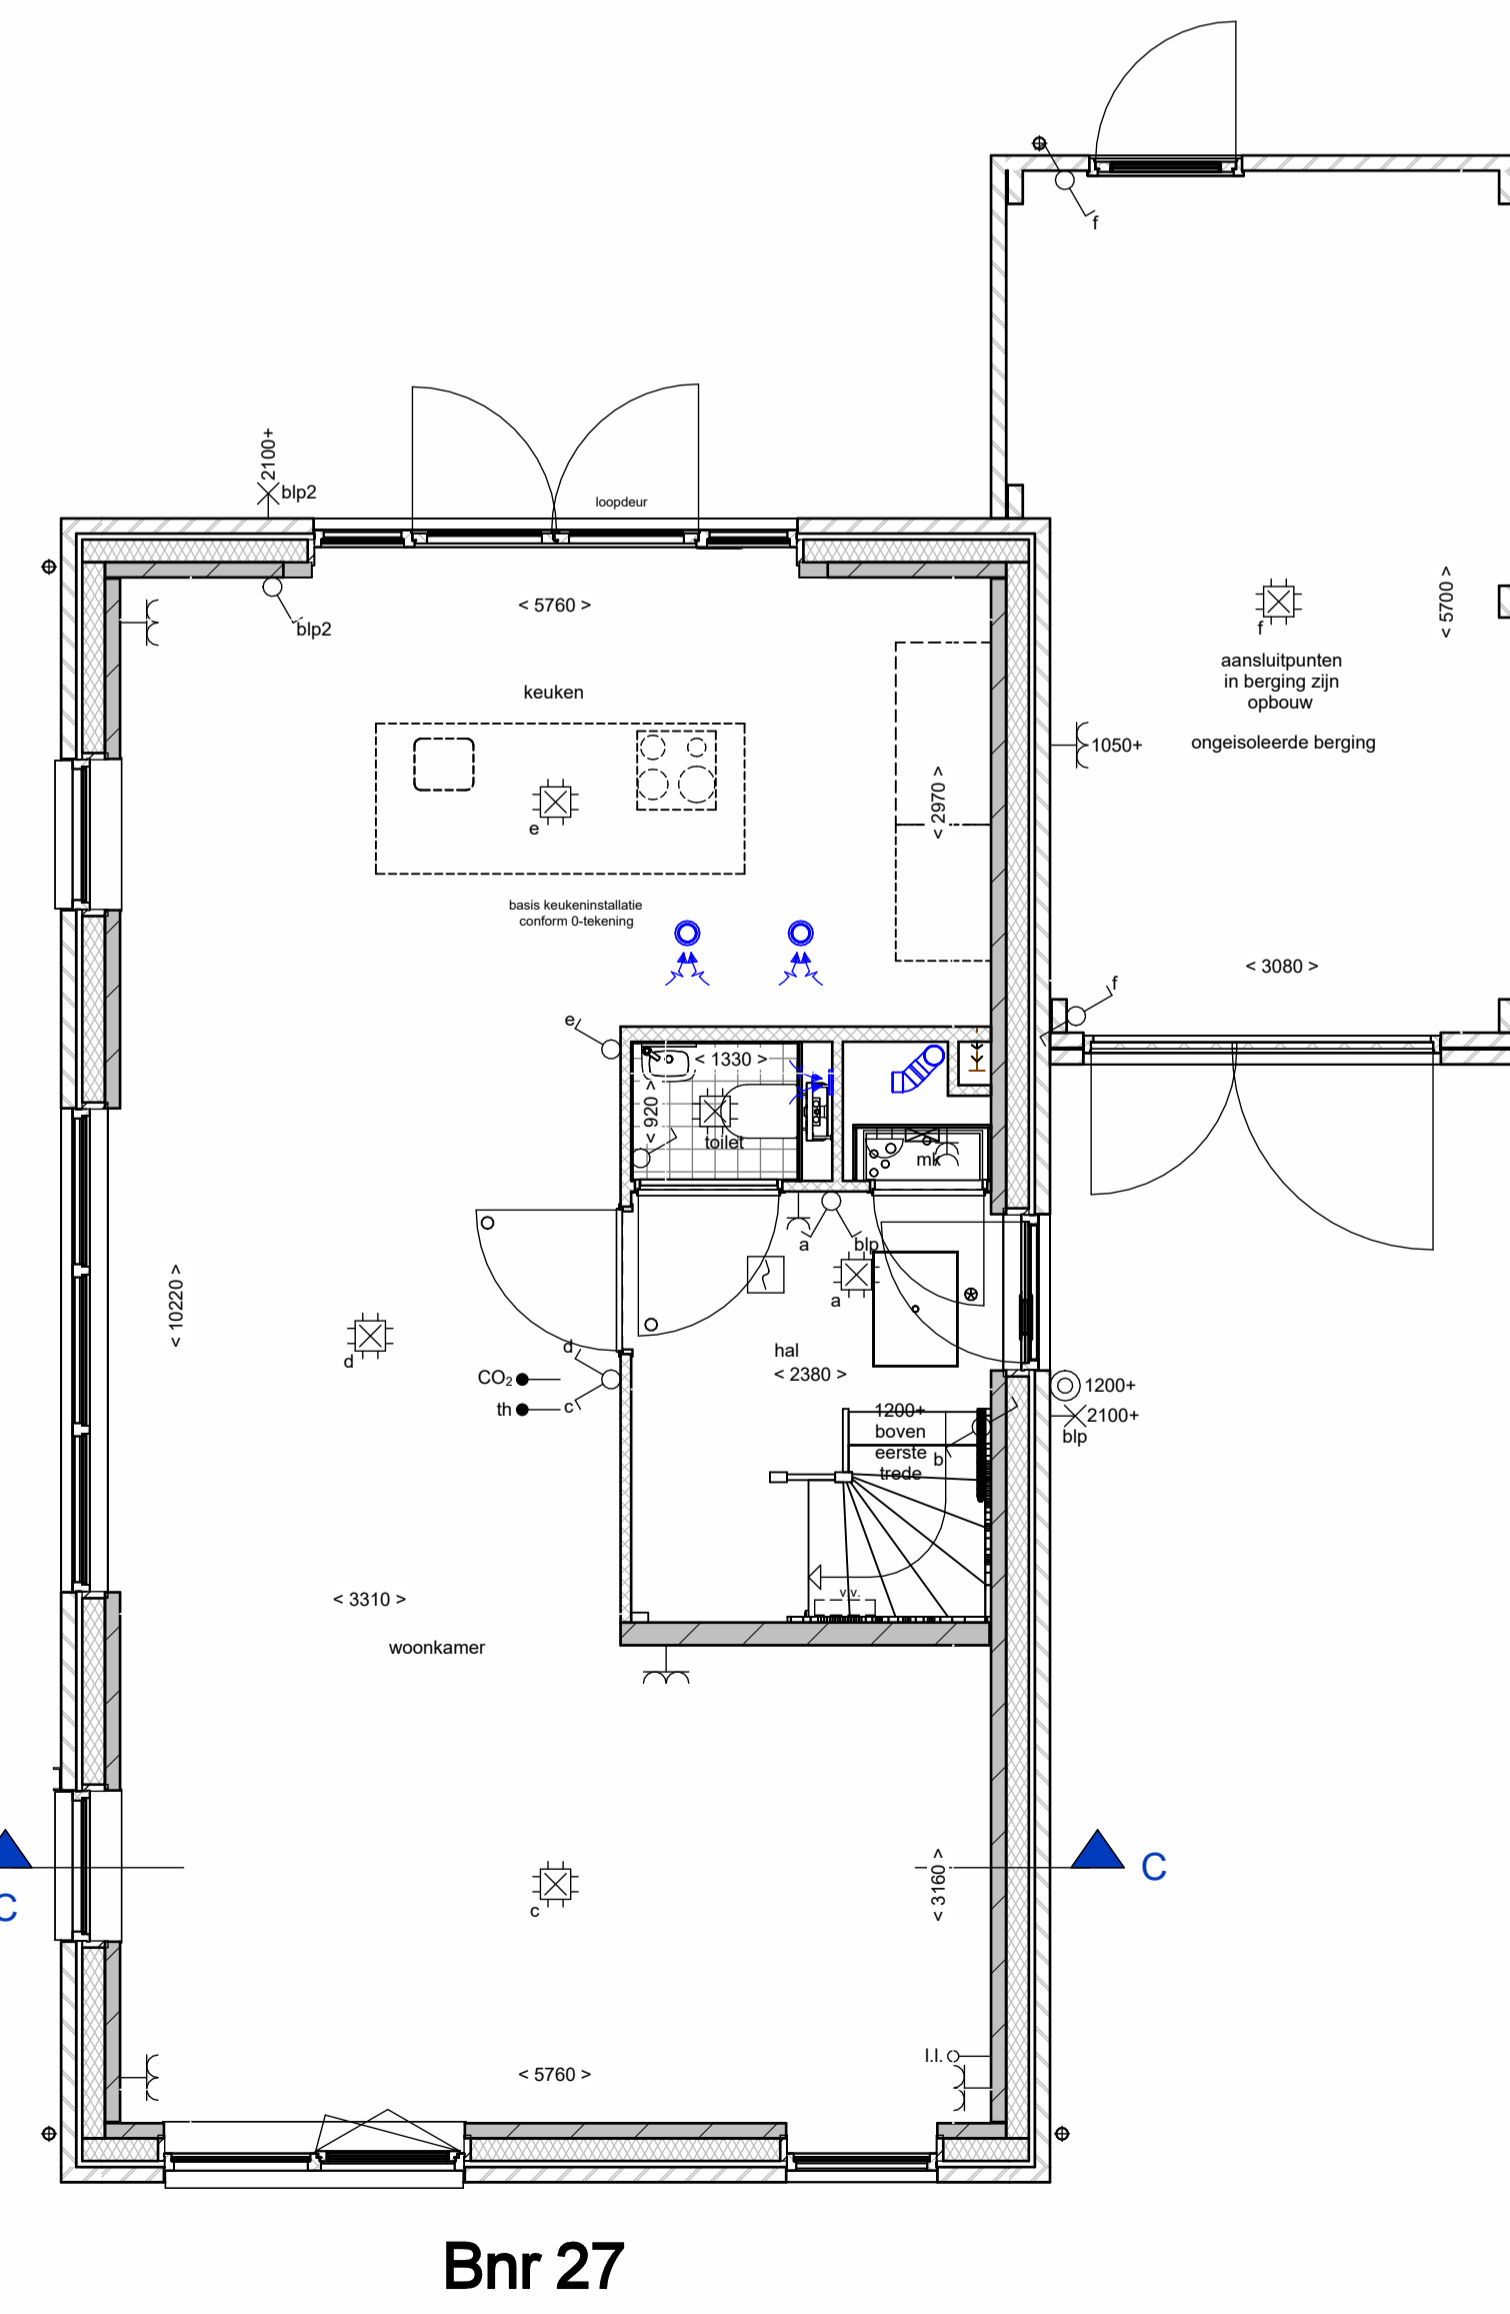 f
2100+
blp2
loopdeur
blp2
< 5760 >
< 5700 >
f
aansluitpunten
in berging zijn
opbouw
keuken
1050+
ongeisoleerde berging
< 2970 >
e
basis keukeninstallatie
conform 0-tekening
< 3080 >
f
e
< 1330 >
< 920 >
toilet
mk
a
blp
< 10220 >
a
d
d
hal
< 2380 >
CO2
th
c
1200+
2100+
blp
1200+
boven
eerste
trede
b
v.v.
< 3310 >
woonkamer
C
C
< 3160 >
c
l.l.
< 5760 >
Bnr 27